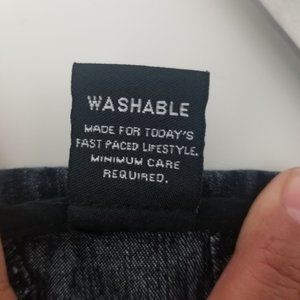 WASHABLE
MADE FOR TODAY'S
FAST PACED LIFESTYLE.
MINIMUM CARE
REQUIRED.